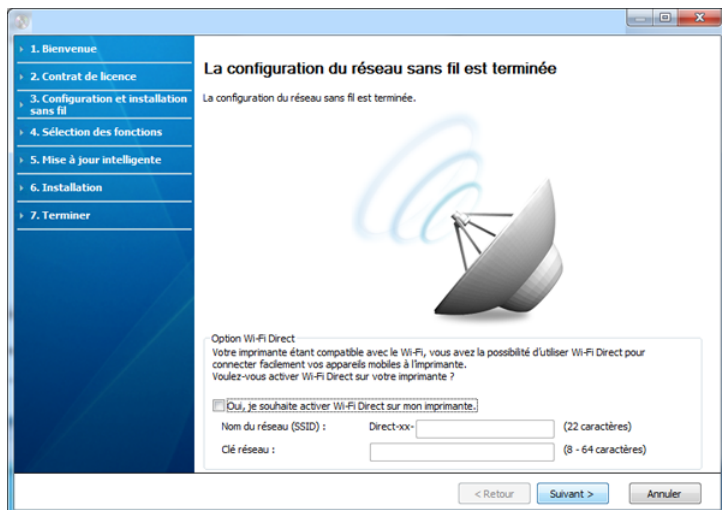 1. Bienvenue
2. Contrat de licence
3. Configuration et installation
sans fil
4. Sélection des fonctions
5. Mise à jour intelligente
6. Installation
7. Terminer
La configuration du réseau sans fil est terminée
La configuration du réseau sans fil est terminée.
Option Wi-Fi Direct
Votre imprimante étant compatible avec le Wi-Fi, vous avez la possibilité d'utiliser Wi-Fi Direct pour
connecter facilement vos appareils mobiles à l'imprimante.
Voulez-vous activer Wi-Fi Direct sur votre imprimante ?
Oui, je souhaite activer Wi-Fi Direct sur mon imprimante.
Nom du réseau (SSID) : Direct-xx- (22 caractères)
Clé réseau : (8 - 64 caractères)
< Retour Suivant > Annuler